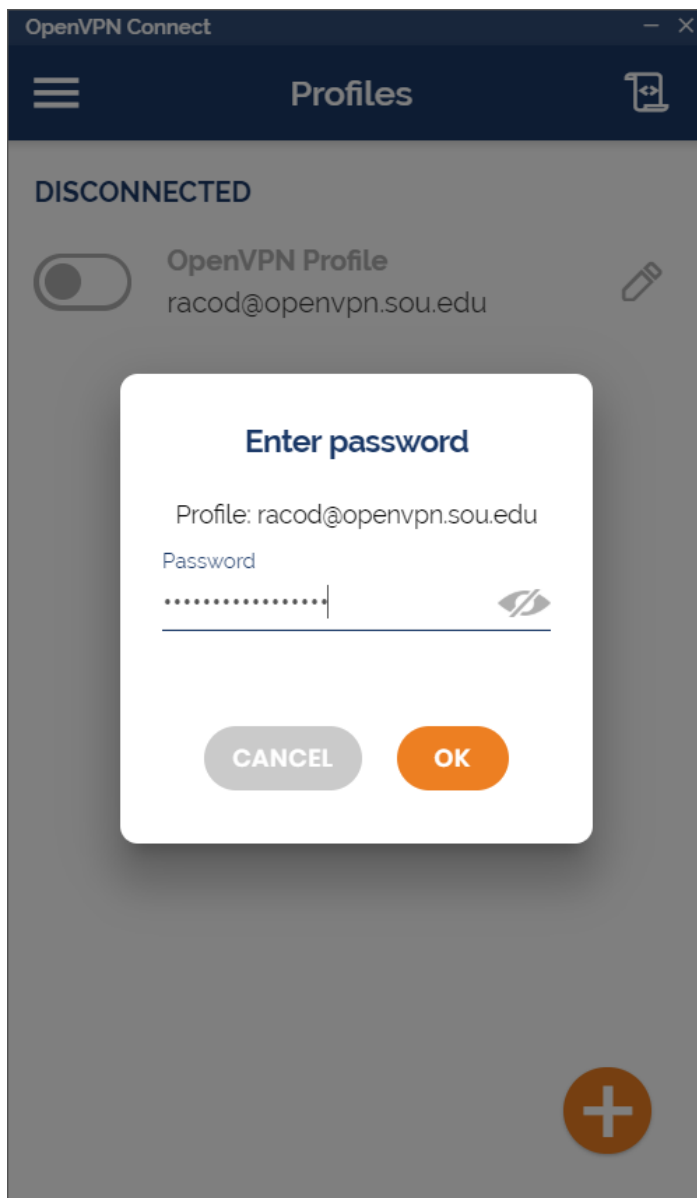 OpenVPN Connect
Profiles
DISCONNECTED
OpenVPN Profile
racod@openvpn.sou.edu
Enter password
Profile: racod@openvpn.sou.edu
Password
•••••••••••••••••
CANCEL
OK